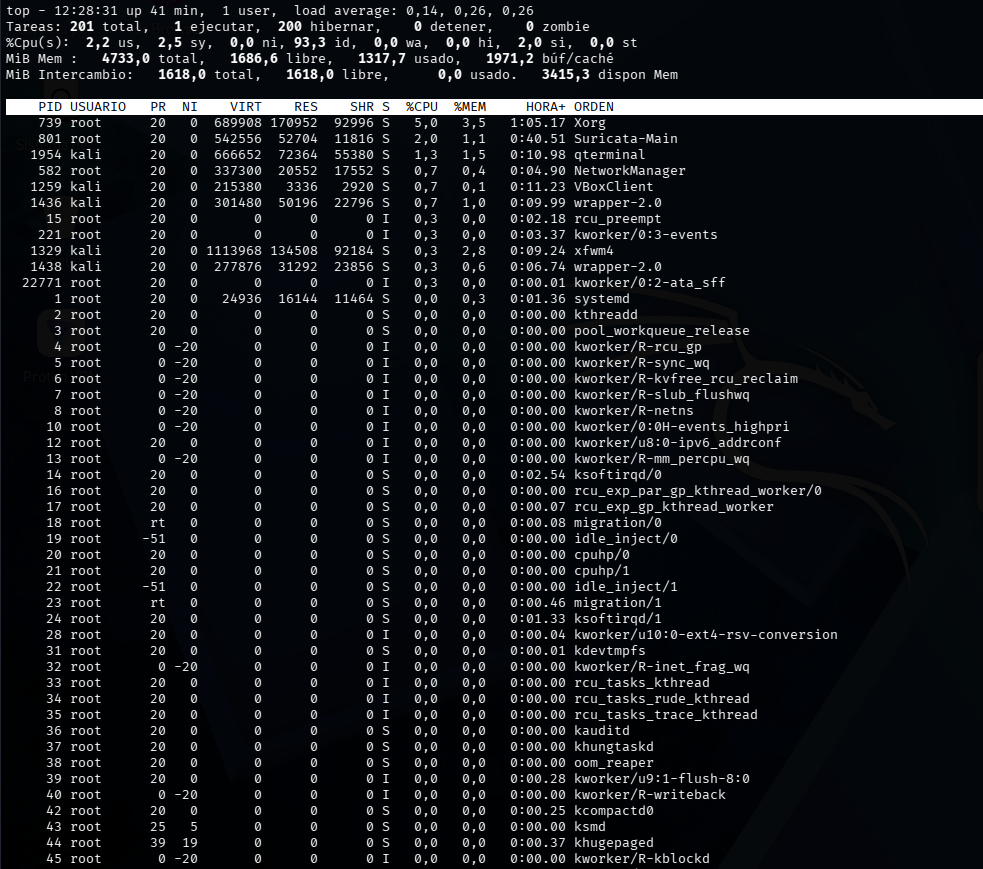 top - 12:28:31 up 41 min,  1 user,  load average: 0,14, 0,26, 0,26
Tareas: 201 total,   1 ejecutar, 200 hibernar,   0 detener,   0 zombie
%Cpu(s):  2,2 us,  2,5 sy,  0,0 ni, 93,3 id,  0,0 wa,  0,0 hi,  2,0 si,  0,0 st
MiB Mem :   4733,0 total,   1686,6 libre,   1317,7 usado,   1971,2 búf/caché
MiB Intercambio:   1618,0 total,   1618,0 libre,      0,0 usado.   3415,3 dispon Mem
PID USUARIO   PR  NI    VIRT    RES    SHR S  %CPU  %MEM     HORA+ ORDEN
739 root      20   0  689908 170952  92996 S   5,0   3,5   1:05.17 Xorg
801 root      20   0  542556  52704  11816 S   2,0   1,1   0:40.51 Suricata-Main
1954 kali      20   0  666652  72364  55380 S   1,3   1,5   0:10.98 qterminal
582 root      20   0  337300  20552  17552 S   0,7   0,4   0:04.90 NetworkManager
1259 kali      20   0  215380   3336   2920 S   0,7   0,1   0:11.23 VBoxClient
1436 kali      20   0  301480  50196  22796 S   0,7   1,0   0:09.99 wrapper-2.0
15 root      20   0       0      0      0 I   0,3   0,0   0:02.18 rcu_preempt
221 root      20   0       0      0      0 I   0,3   0,0   0:03.37 kworker/0:3-events
1329 kali      20   0 1113968 134508  92184 S   0,3   2,8   0:09.24 xfwm4
1438 kali      20   0  277876  31292  23856 S   0,3   0,6   0:06.74 wrapper-2.0
22771 root      20   0       0      0      0 I   0,3   0,0   0:00.01 kworker/0:2-ata_sff
1 root      20   0   24936  16144  11464 S   0,0   0,3   0:01.36 systemd
2 root      20   0       0      0      0 S   0,0   0,0   0:00.00 kthreadd
3 root      20   0       0      0      0 S   0,0   0,0   0:00.00 pool_workqueue_release
4 root       0 -20       0      0      0 I   0,0   0,0   0:00.00 kworker/R-rcu_gp
5 root       0 -20       0      0      0 I   0,0   0,0   0:00.00 kworker/R-sync_wq
6 root       0 -20       0      0      0 I   0,0   0,0   0:00.00 kworker/R-kvfree_rcu_reclaim
7 root       0 -20       0      0      0 I   0,0   0,0   0:00.00 kworker/R-slub_flushwq
8 root       0 -20       0      0      0 I   0,0   0,0   0:00.00 kworker/R-netns
10 root       0 -20       0      0      0 I   0,0   0,0   0:00.00 kworker/0:0H-events_highpri
12 root      20   0       0      0      0 I   0,0   0,0   0:00.00 kworker/u8:0-ipv6_addrconf
13 root       0 -20       0      0      0 I   0,0   0,0   0:00.00 kworker/R-mm_percpu_wq
14 root      20   0       0      0      0 S   0,0   0,0   0:02.54 ksoftirqd/0
16 root      20   0       0      0      0 S   0,0   0,0   0:00.00 rcu_exp_par_gp_kthread_worker/0
17 root      20   0       0      0      0 S   0,0   0,0   0:00.07 rcu_exp_gp_kthread_worker
18 root      rt   0       0      0      0 S   0,0   0,0   0:00.08 migration/0
19 root     -51   0       0      0      0 S   0,0   0,0   0:00.00 idle_inject/0
20 root      20   0       0      0      0 S   0,0   0,0   0:00.00 cpuhp/0
21 root      20   0       0      0      0 S   0,0   0,0   0:00.00 cpuhp/1
22 root     -51   0       0      0      0 S   0,0   0,0   0:00.00 idle_inject/1
23 root      rt   0       0      0      0 S   0,0   0,0   0:00.46 migration/1
24 root      20   0       0      0      0 S   0,0   0,0   0:01.33 ksoftirqd/1
28 root      20   0       0      0      0 I   0,0   0,0   0:00.04 kworker/u10:0-ext4-rsv-conversion
31 root      20   0       0      0      0 S   0,0   0,0   0:00.01 kdevtmpfs
32 root       0 -20       0      0      0 I   0,0   0,0   0:00.00 kworker/R-inet_frag_wq
33 root      20   0       0      0      0 I   0,0   0,0   0:00.00 rcu_tasks_kthread
34 root      20   0       0      0      0 I   0,0   0,0   0:00.00 rcu_tasks_rude_kthread
35 root      20   0       0      0      0 I   0,0   0,0   0:00.00 rcu_tasks_trace_kthread
36 root      20   0       0      0      0 S   0,0   0,0   0:00.00 kauditd
37 root      20   0       0      0      0 S   0,0   0,0   0:00.00 khungtaskd
38 root      20   0       0      0      0 S   0,0   0,0   0:00.00 oom_reaper
39 root      20   0       0      0      0 I   0,0   0,0   0:00.28 kworker/u9:1-flush-8:0
40 root       0 -20       0      0      0 I   0,0   0,0   0:00.00 kworker/R-writeback
42 root      20   0       0      0      0 S   0,0   0,0   0:00.25 kcompactd0
43 root      25   5       0      0      0 S   0,0   0,0   0:00.00 ksmd
44 root      39  19       0      0      0 S   0,0   0,0   0:00.37 khugepaged
45 root       0 -20       0      0      0 I   0,0   0,0   0:00.00 kworker/R-kblockd